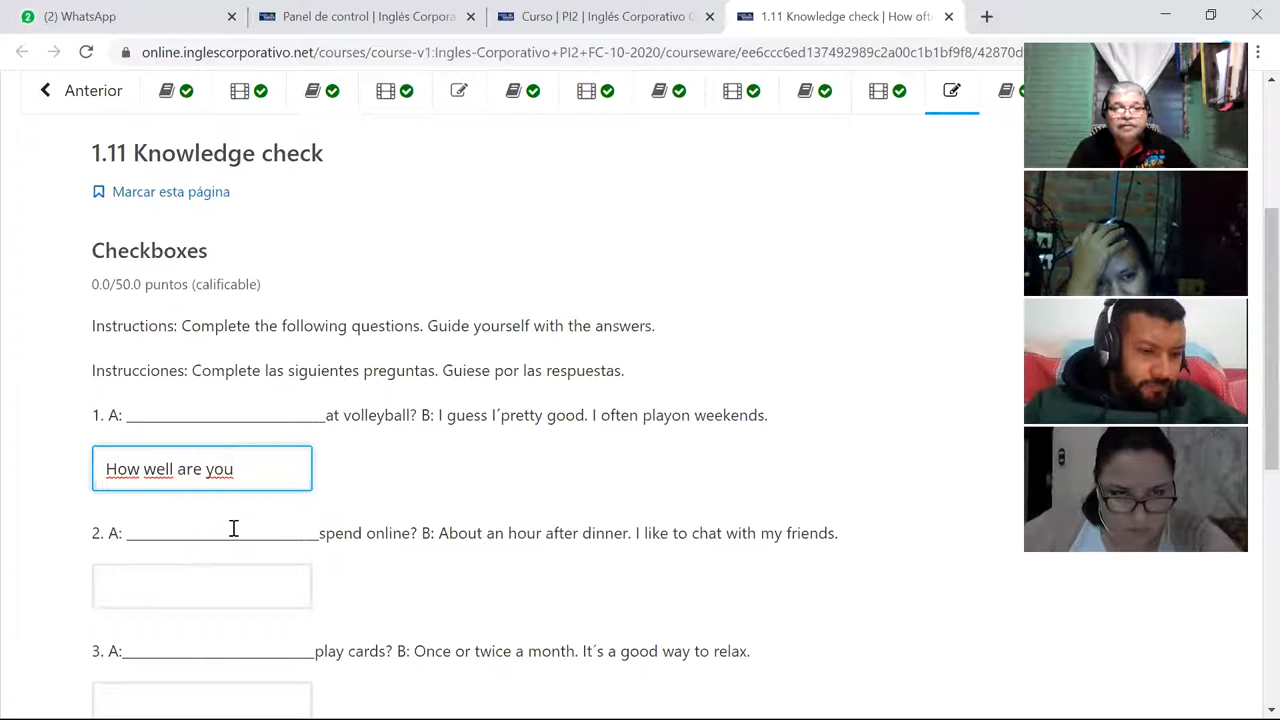 (2) WhatsApp
Panel de control | Inglés Corpora
Curso | PI2 | Inglés Corporativo
1.11 Knowledge check | How oft
online.inglescorporativo.net/courses/course-v1:Ingles-Corporativo+PI2+FC-10-2020/courseware/ee6ccc6ed137492989c2a00c1b1bf9f8/42870d
Anterior
1.11 Knowledge check
Marcar esta página
Checkboxes
0.0/50.0 puntos (calificable)
Instructions: Complete the following questions. Guide yourself with the answers.
Instrucciones: Complete las siguientes preguntas. Guiese por las respuestas.
1. A: ________________________at volleyball? B: I guess I´pretty good. I often playon weekends.
How well are you
2. A: ________________________spend online? B: About an hour after dinner. I like to chat with my friends.
3. A:________________________play cards? B: Once or twice a month. It´s a good way to relax.